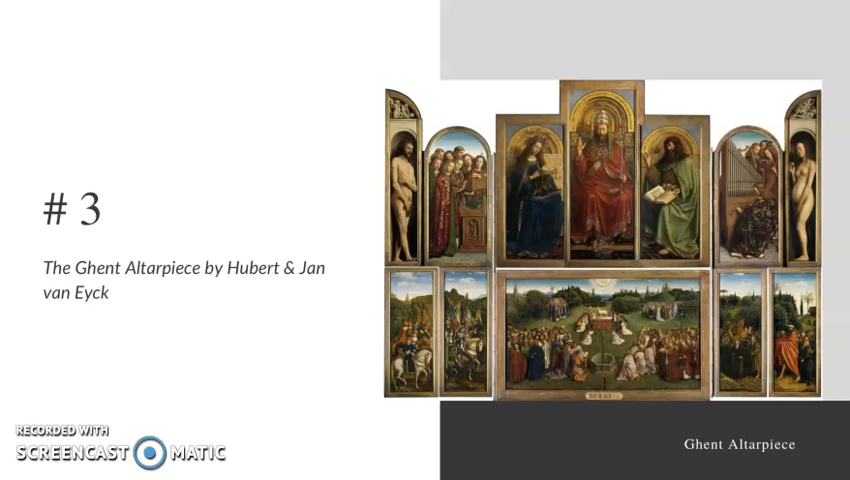 # 3
The Ghent Altarpiece by Hubert & Jan
van Eyck
RECORDED WITH
SCREENCAST MATIC
Ghent Altarpiece